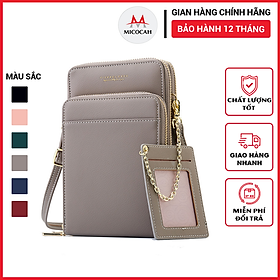 MICOCAH
GIAN HÀNG CHÍNH HÃNG
BẢO HÀNH 12 THÁNG
MÀU SẮC
CHẤT LƯỢNG
TỐT
GIAO HÀNG
NHANH
MIỄN PHÍ
ĐỔI TRẢ